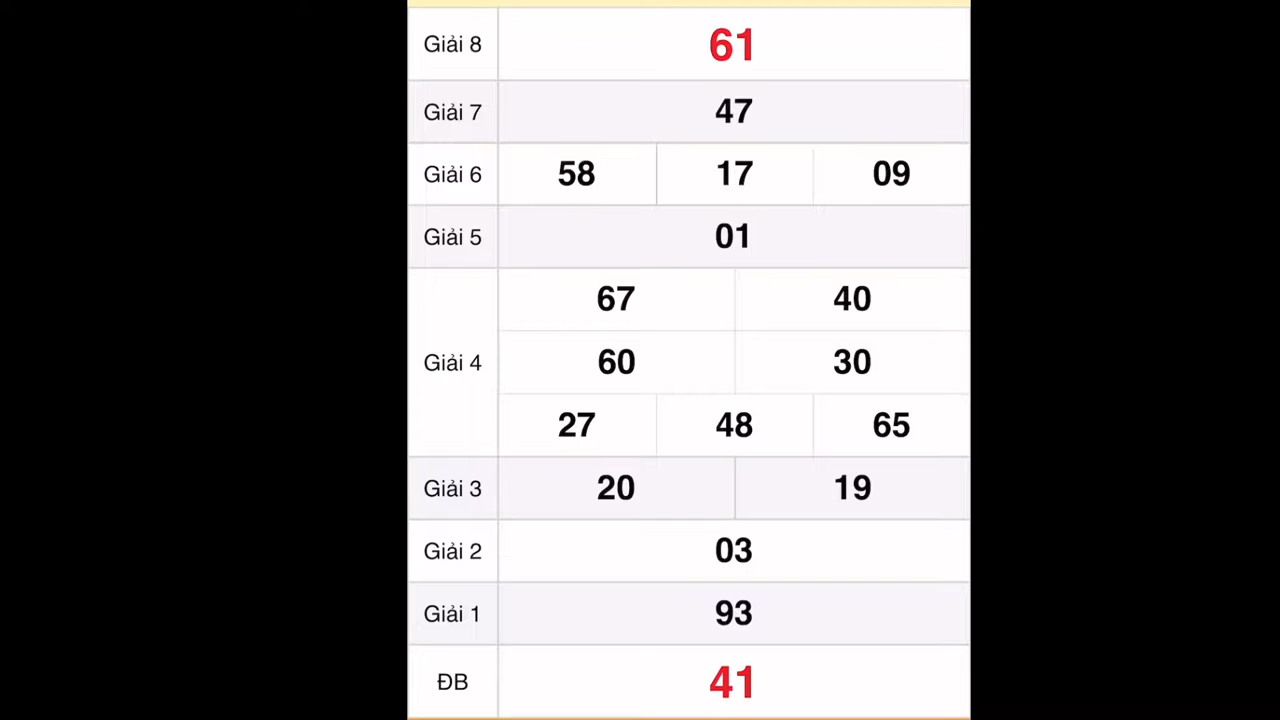 Giải 8 61
Giải 7 47
Giải 6 58 17 09
Giải 5 01
67 40
Giải 4 60 30
27 48 65
Giải 3 20 19
Giải 2 03
Giải 1 93
ĐB 41